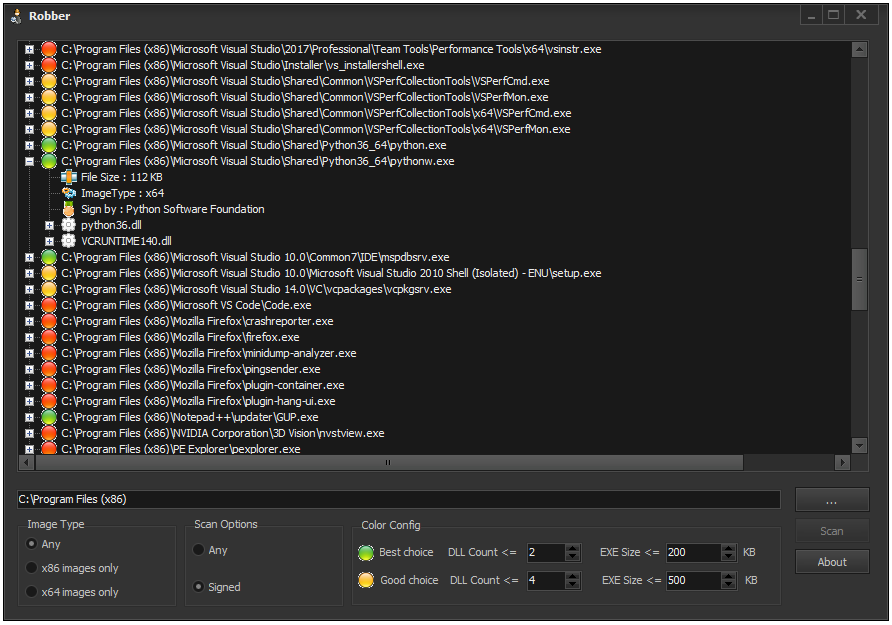 Robber
C:\Program Files (x86)\Microsoft Visual Studio\2017\Professional\Team Tools\Performance Tools\x64\vsinstr.exe
C:\Program Files (x86)\Microsoft Visual Studio\Installer\vs_installershell.exe
C:\Program Files (x86)\Microsoft Visual Studio\Shared\Common\VSPerfCollectionTools\VSPerfCmd.exe
C:\Program Files (x86)\Microsoft Visual Studio\Shared\Common\VSPerfCollectionTools\VSPerfMon.exe
C:\Program Files (x86)\Microsoft Visual Studio\Shared\Common\VSPerfCollectionTools\x64\VSPerfCmd.exe
C:\Program Files (x86)\Microsoft Visual Studio\Shared\Common\VSPerfCollectionTools\x64\VSPerfMon.exe
C:\Program Files (x86)\Microsoft Visual Studio\Shared\Python36_64\python.exe
C:\Program Files (x86)\Microsoft Visual Studio\Shared\Python36_64\pythonw.exe
File Size : 112 KB
ImageType : x64
Sign by : Python Software Foundation
python36.dll
VCRUNTIME140.dll
C:\Program Files (x86)\Microsoft Visual Studio 10.0\Common7\IDE\mspdbsrv.exe
C:\Program Files (x86)\Microsoft Visual Studio 10.0\Microsoft Visual Studio 2010 Shell (Isolated) - ENU\setup.exe
C:\Program Files (x86)\Microsoft Visual Studio 14.0\VC\vcpackages\vcpkgsrv.exe
C:\Program Files (x86)\Microsoft VS Code\Code.exe
C:\Program Files (x86)\Mozilla Firefox\crashreporter.exe
C:\Program Files (x86)\Mozilla Firefox\firefox.exe
C:\Program Files (x86)\Mozilla Firefox\minidump-analyzer.exe
C:\Program Files (x86)\Mozilla Firefox\pingsender.exe
C:\Program Files (x86)\Mozilla Firefox\plugin-container.exe
C:\Program Files (x86)\Mozilla Firefox\plugin-hang-ui.exe
C:\Program Files (x86)\Notepad++\updater\GUP.exe
C:\Program Files (x86)\NVIDIA Corporation\3D Vision\nvstview.exe
C:\Program Files (x86)\PE Explorer\pexplorer.exe
C:\Program Files (x86)
...
Scan
About
Image Type
Any
x86 images only
x64 images only
Scan Options
Any
Signed
Color Config
Best choice DLL Count <= 2 EXE Size <= 200 KB
Good choice DLL Count <= 4 EXE Size <= 500 KB